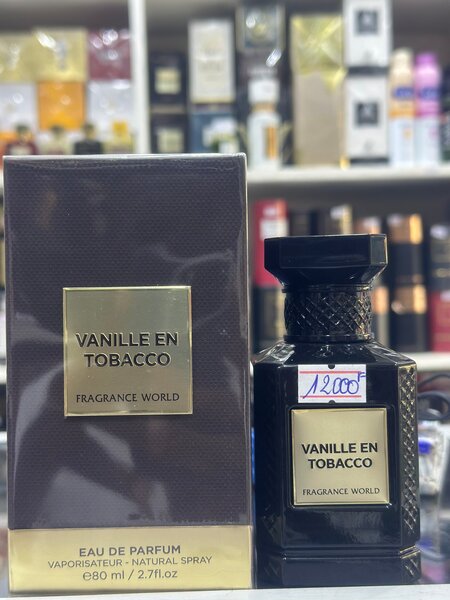 VANILLE EN
TOBACCO
FRAGRANCE WORLD
EAU DE PARFUM
VAPORISATEUR - NATURAL SPRAY
℮80 ml / 2.7fl.oz
12000F
VANILLE EN
TOBACCO
FRAGRANCE WORLD